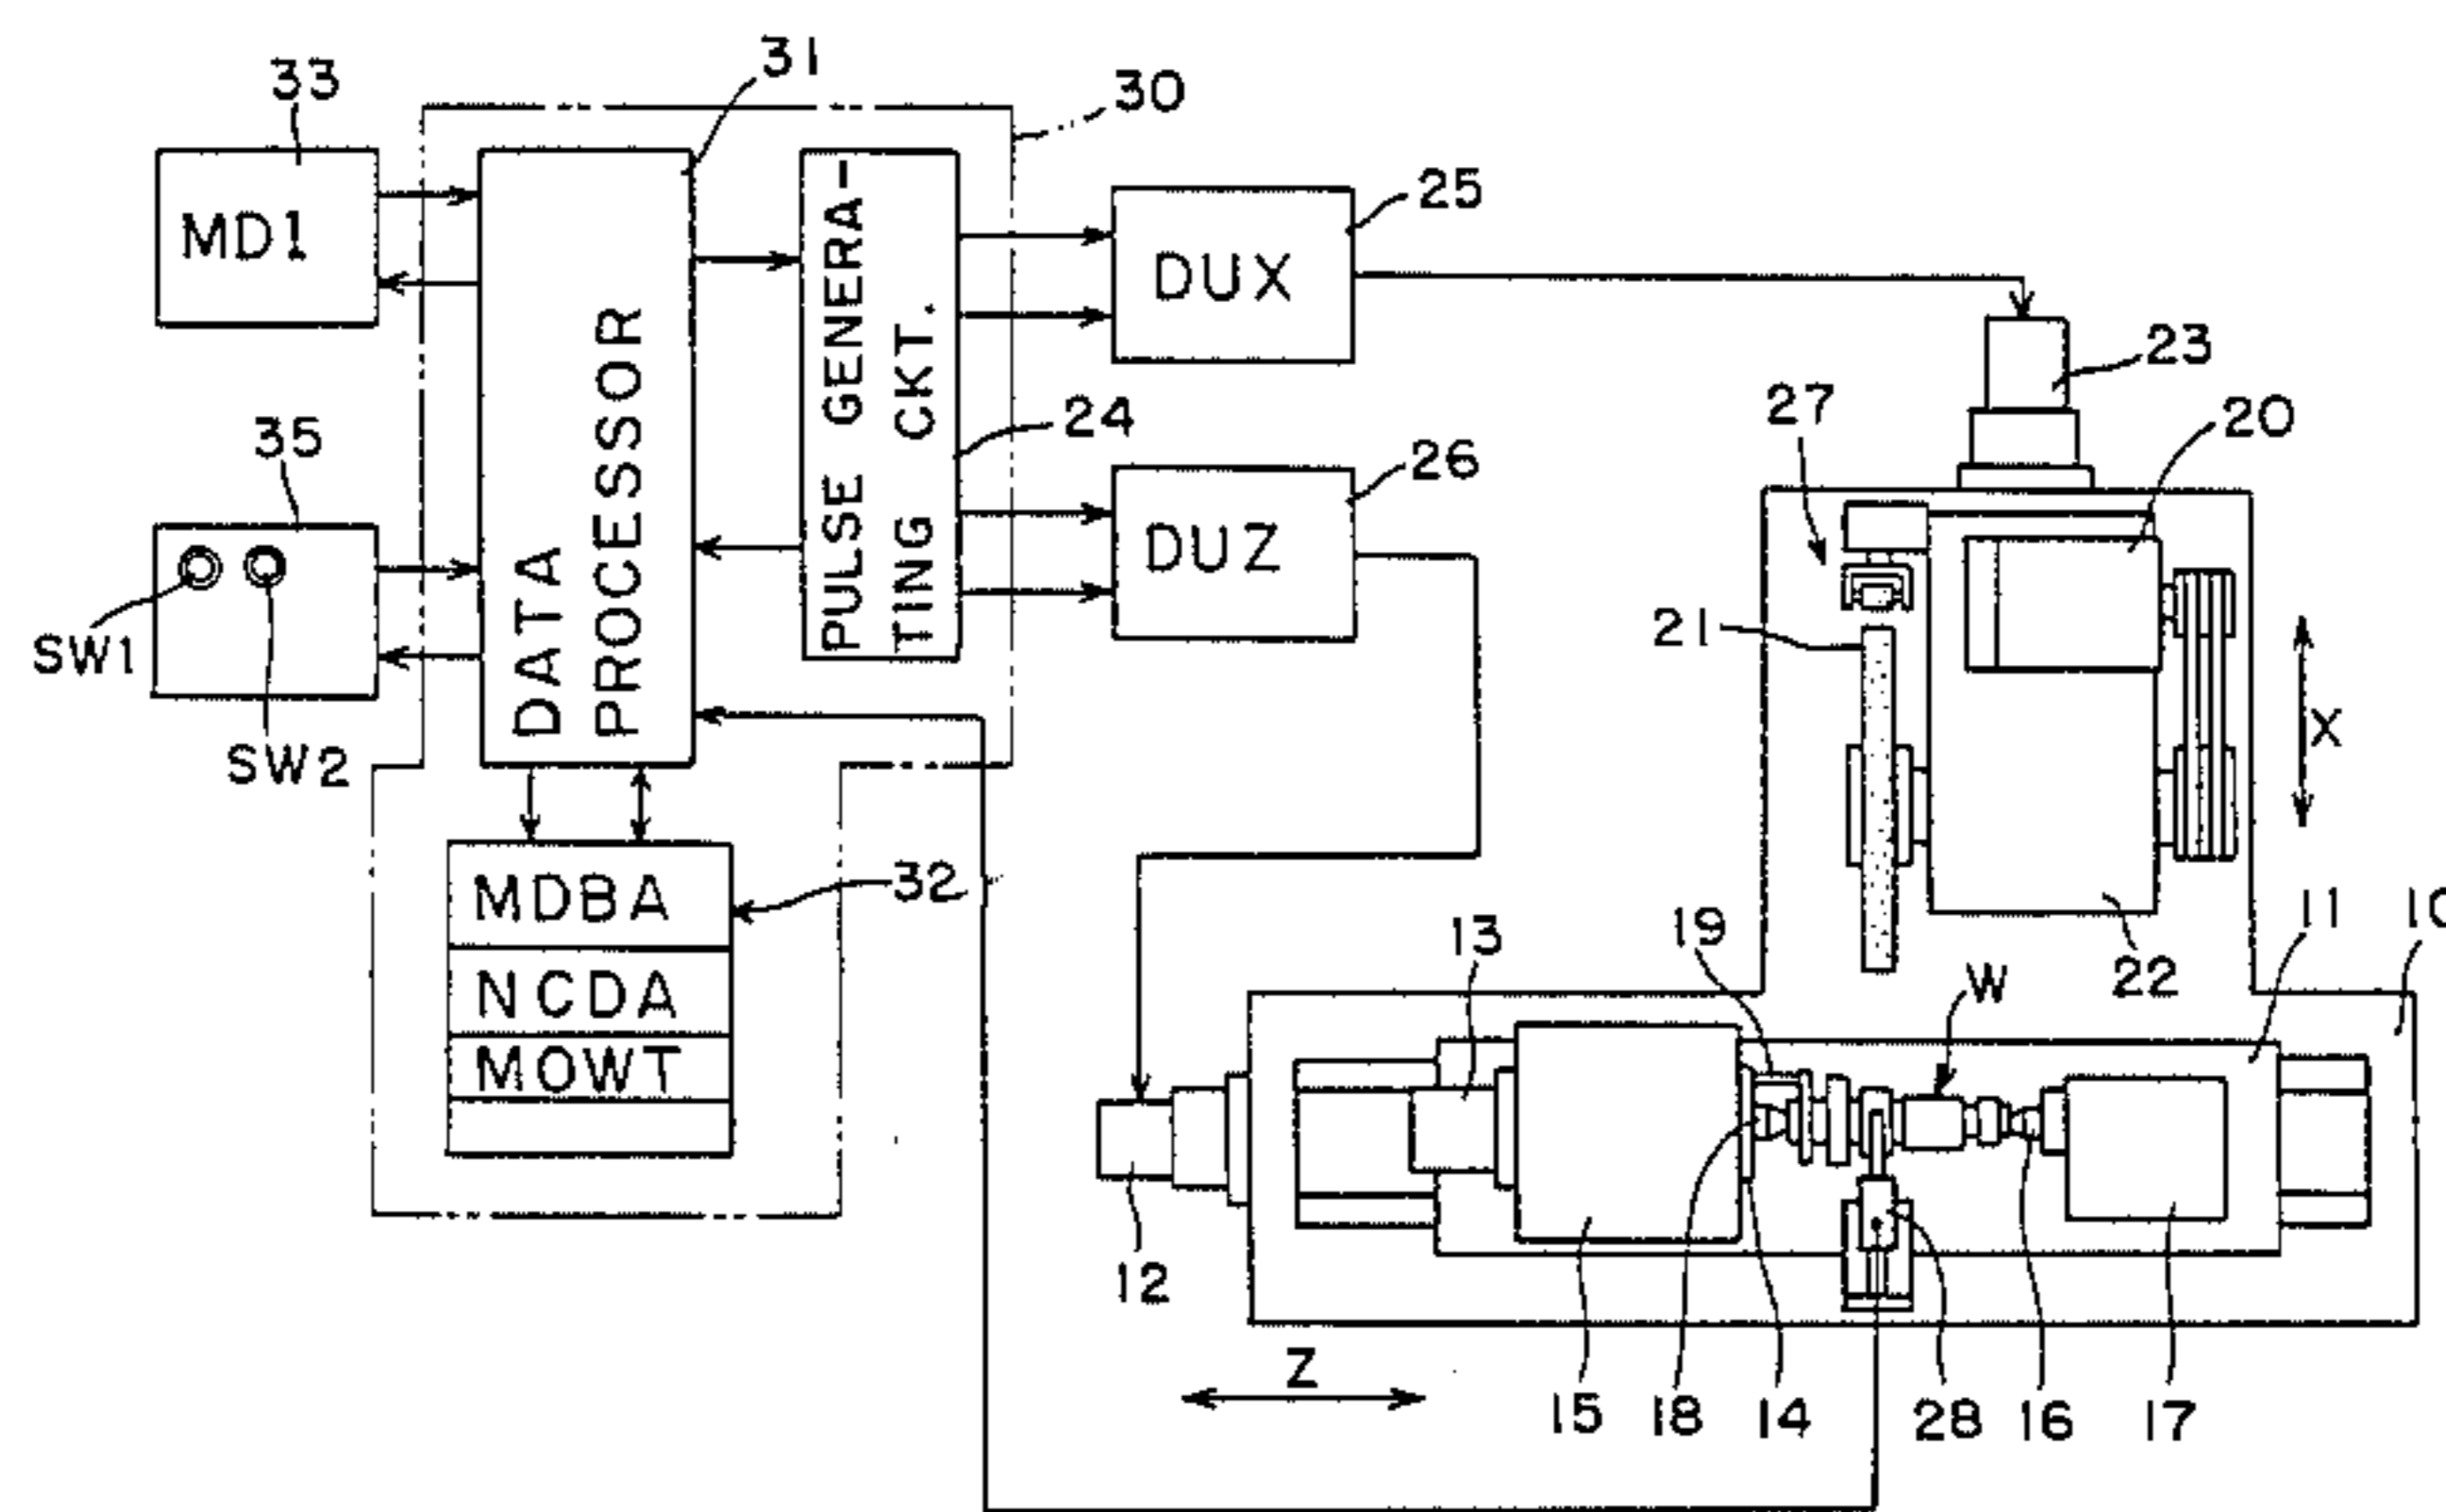 33
31
30
MD1
PULSE GENERA-
TING CKT.
25
DUX
23
27
20
35
24
26
DATA
PROCESSOR
DUZ
21
SW1
SW2
X
32
MDBA
NCDA
MOWT
13
19
W
22
11
10
12
Z
15
18
14
28
16
17